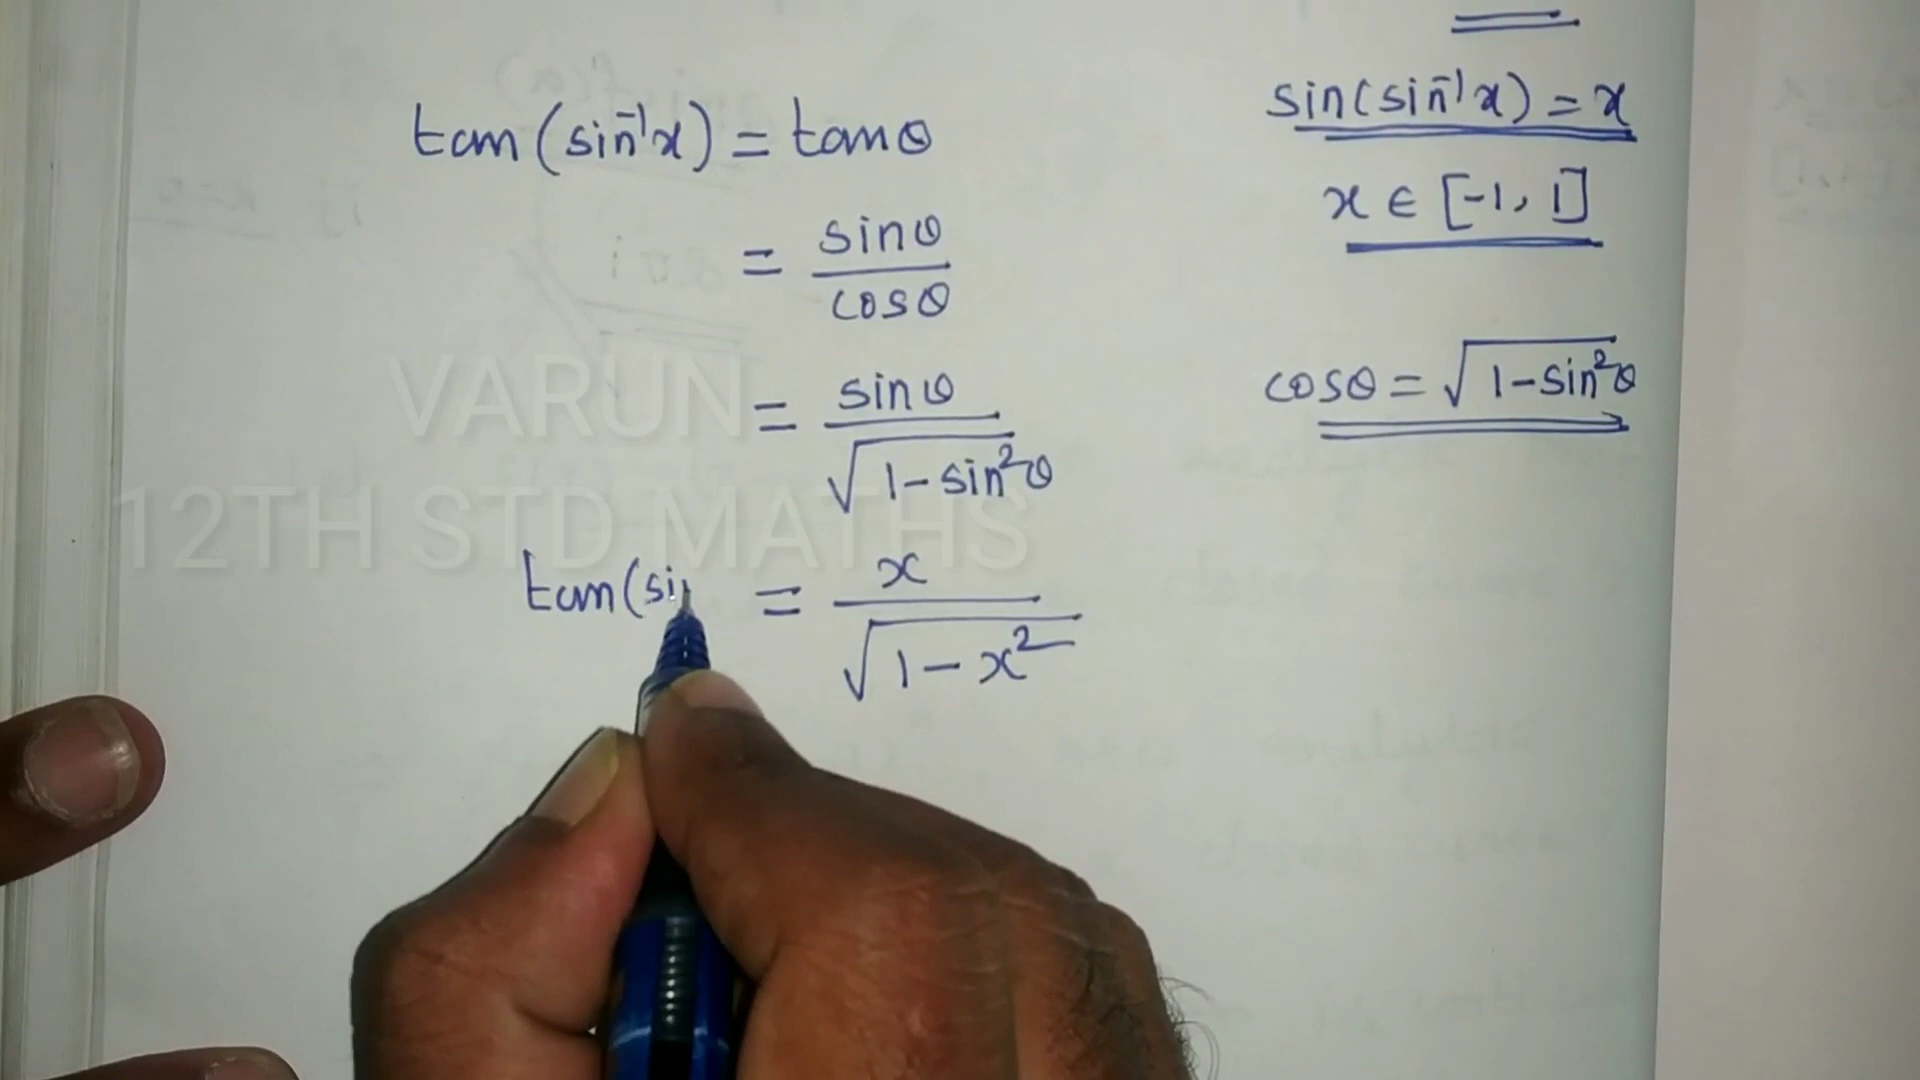 tan(sin⁻¹x) = tanθ
= sinθ / cosθ
= sinθ / √(1-sin²θ)
tan(si = x / √(1-x²)
sin(sin⁻¹x) = x
x ∈ [-1, 1]
cosθ = √(1-sin²θ)
VARUN
12TH STD MATHS